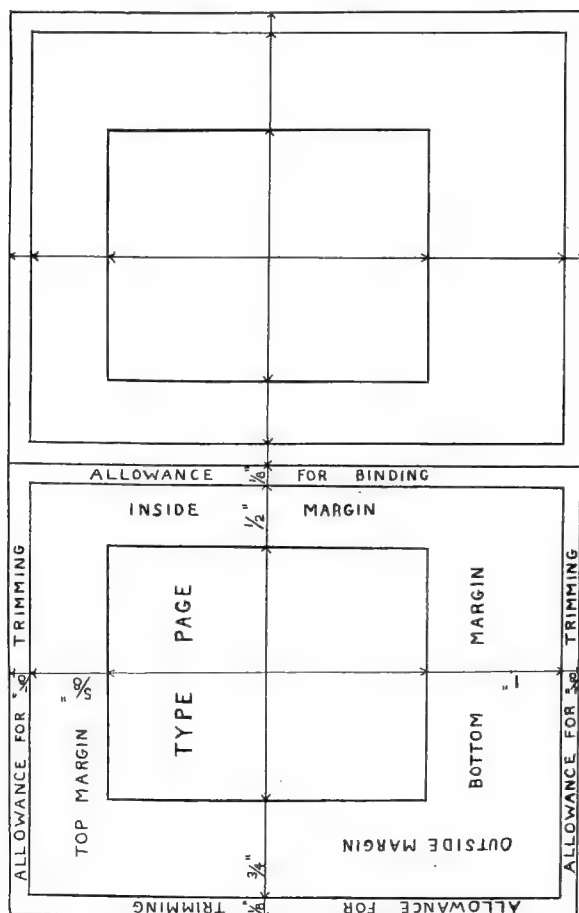 ALLOWANCE 1/8" FOR BINDING
INSIDE 1/2" MARGIN
ALLOWANCE FOR 1/8" TRIMMING
TOP MARGIN 5/8"
TYPE PAGE
BOTTOM MARGIN
1"
ALLOWANCE FOR 1/8" TRIMMING
OUTSIDE MARGIN
3/4"
ALLOWANCE FOR 1/8" TRIMMING